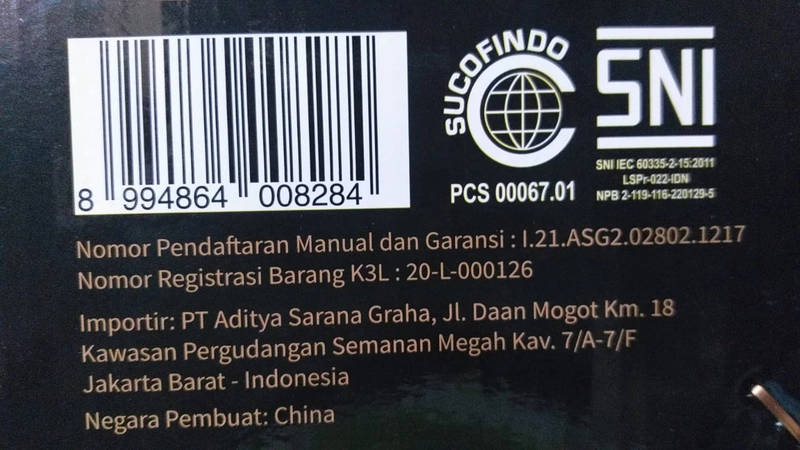 8 994864 008284
SUCOFINDO
PCS 00067.01
SNI
SNI IEC 60335-2-15:2011
LSPr-022-IDN
NPB 2-119-116-220129-5
Nomor Pendaftaran Manual dan Garansi : I.21.ASG2.02802.1217
Nomor Registrasi Barang K3L : 20-L-000126
Importir: PT Aditya Sarana Graha, Jl. Daan Mogot Km. 18
Kawasan Pergudangan Semanan Megah Kav. 7/A-7/F
Jakarta Barat - Indonesia
Negara Pembuat: China